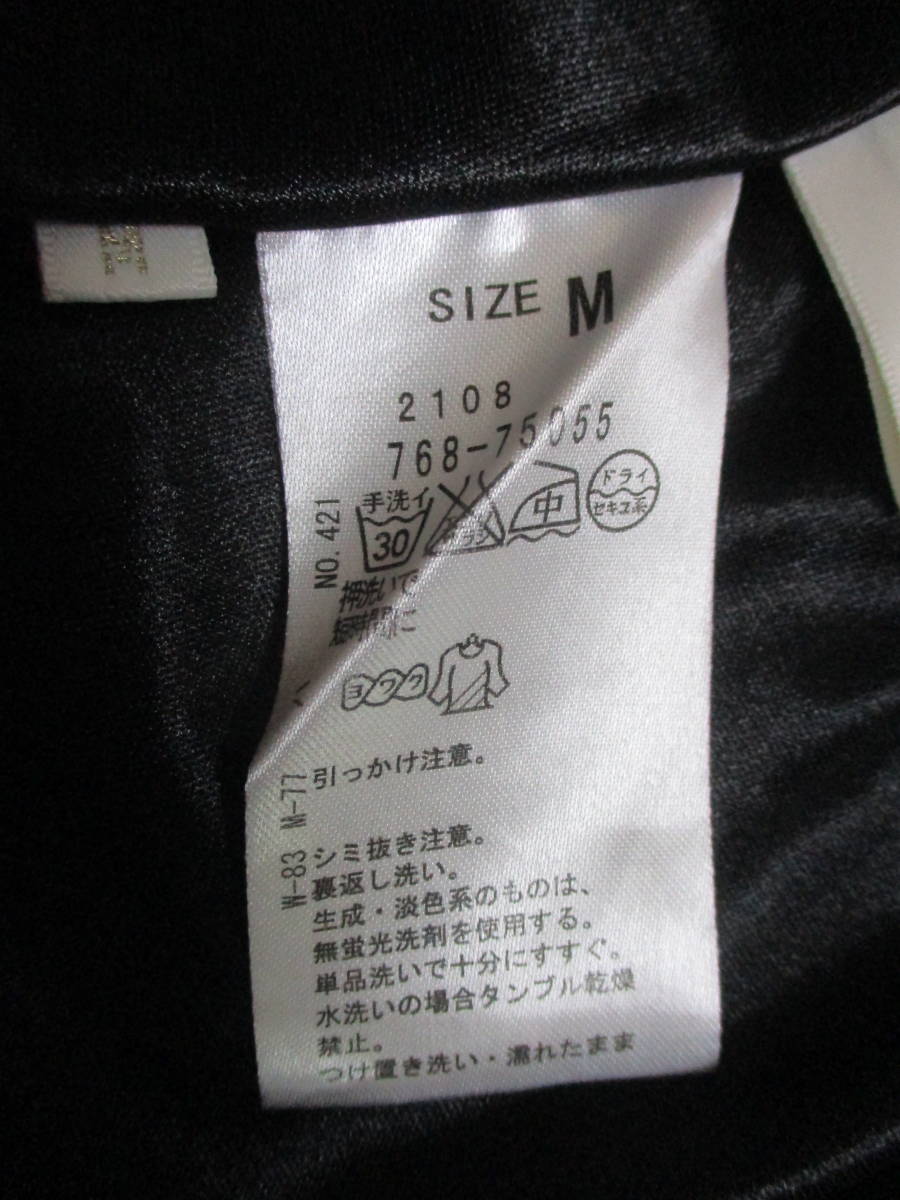 SIZE M
2108
768-75055
手洗イ
30
中
ドライ
セキユ系
NO.421
ヨワク
引っかけ注意。
M-77
シミ抜き注意。
W-83
裏返し洗い。
生成・淡色系のものは、
無蛍光洗剤を使用する。
単品洗いで十分にすすぐ。
水洗いの場合タンブル乾燥
禁止。
つけ置き洗い・濡れたまま